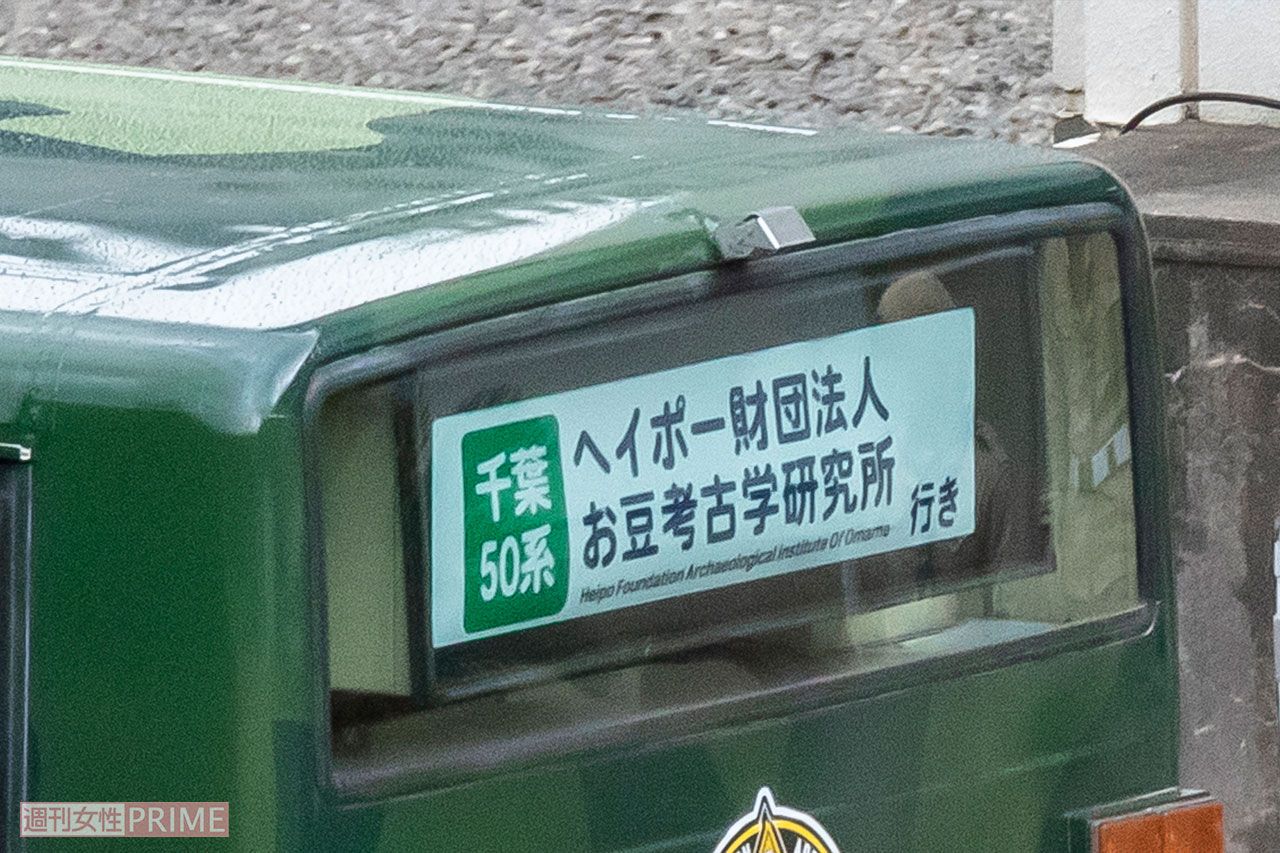 千葉
50系
ヘイポー財団法人
お豆考古学研究所 行き
Heipo Foundation Archaeological Institute Of Omame
週刊女性PRIME